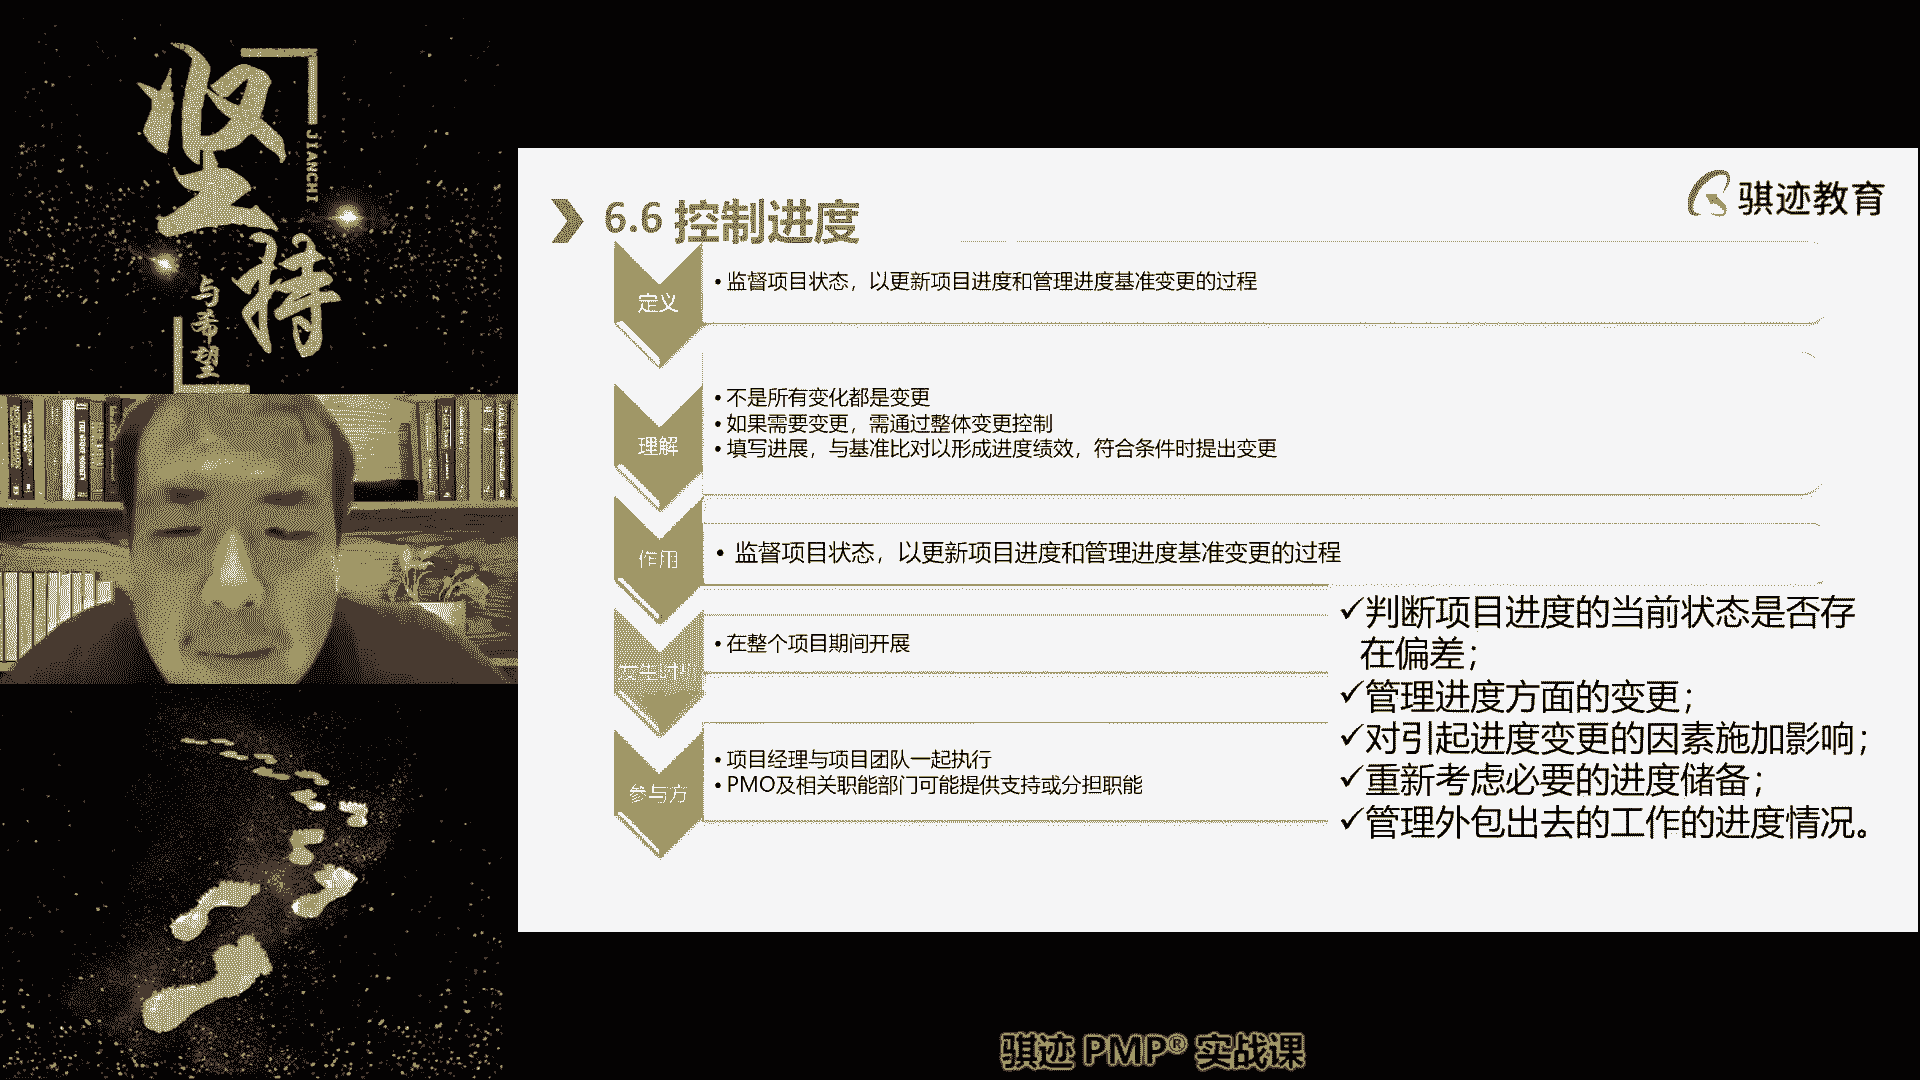 坚持
JIANCHI
与希望
骐迹教育
6.6 控制进度
定义
• 监督项目状态，以更新项目进度和管理进度基准变更的过程
理解
• 不是所有变化都是变更
• 如果需要变更，需通过整体变更控制
• 填写进展，与基准比对以形成进度绩效，符合条件时提出变更
作用
• 监督项目状态，以更新项目进度和管理进度基准变更的过程
• 在整个项目期间开展
参与方
• 项目经理与项目团队一起执行
• PMO及相关职能部门可能提供支持或分担职能
✓判断项目进度的当前状态是否存
在偏差；
✓管理进度方面的变更；
✓对引起进度变更的因素施加影响；
✓重新考虑必要的进度储备；
✓管理外包出去的工作的进度情况。
骐迹 PMP® 实战课